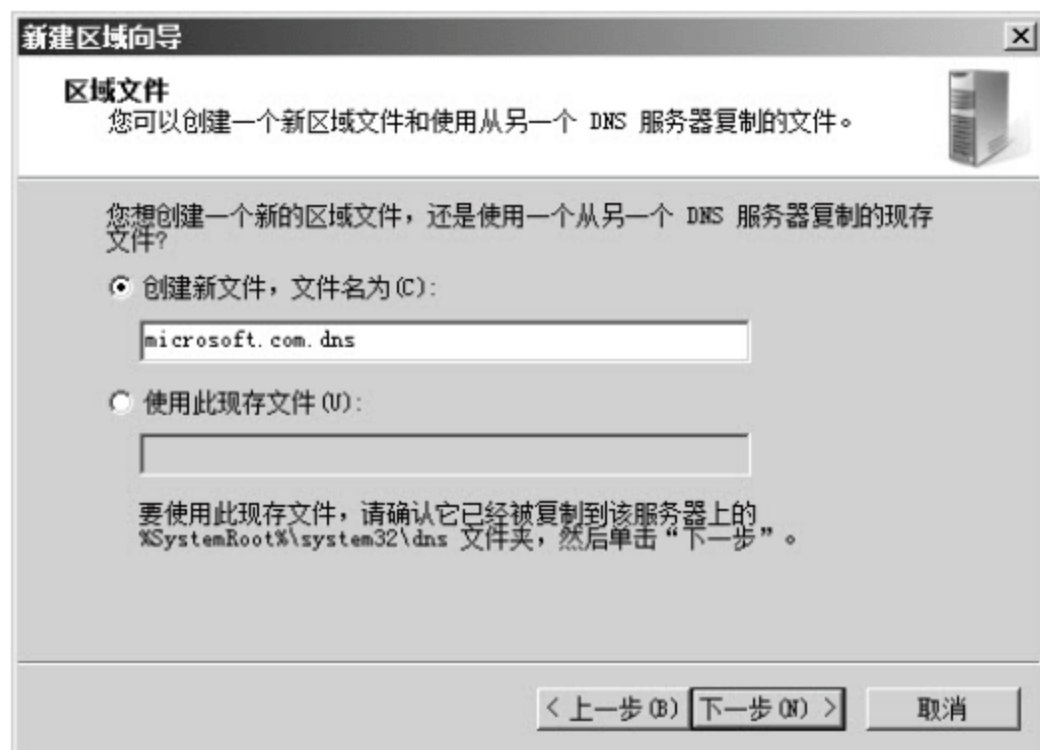 新建区域向导
区域文件
您可以创建一个新区域文件和使用从另一个 DNS 服务器复制的文件。
您想创建一个新的区域文件，还是使用一个从另一个 DNS 服务器复制的现存
文件?
创建新文件，文件名为(C):
microsoft.com.dns
使用此现存文件(U):
要使用此现存文件，请确认它已经被复制到该服务器上的
%SystemRoot%\system32\dns 文件夹，然后单击“下一步”。
< 上一步(B) 下一步(N) > 取消